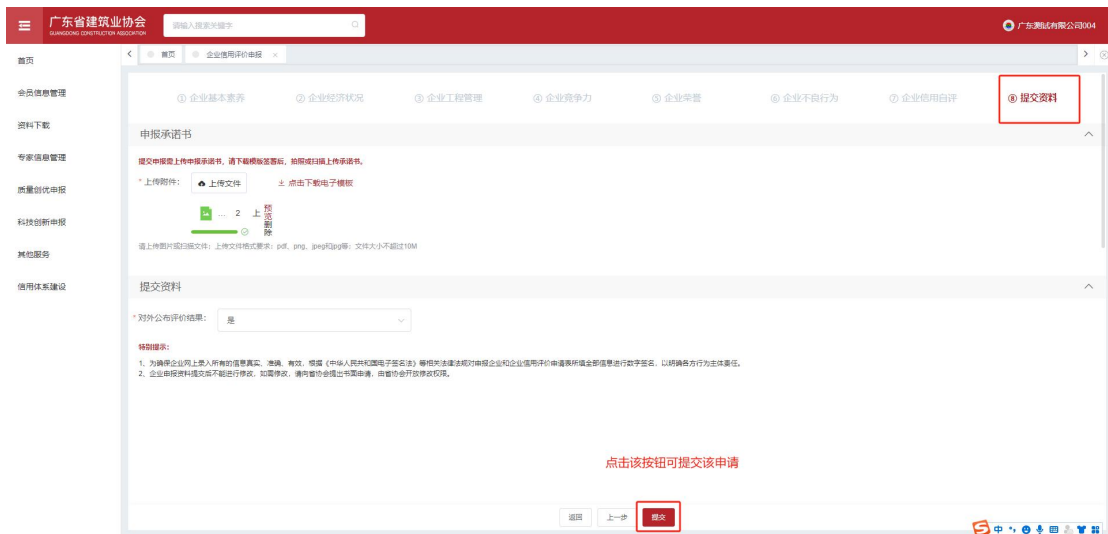 广东省建筑业协会
GUANGDONG CONSTRUCTION ASSOCIATION
请输入搜索关键字
广东测试有限公司004
首页
会员信息管理
资料下载
专家信息管理
质量创优申报
科技创新申报
其他服务
信用体系建设
首页
企业信用评价申报 ×
① 企业基本素养
② 企业经济状况
③ 企业工程管理
④ 企业竞争力
⑤ 企业荣誉
⑥ 企业不良行为
⑦ 企业信用自评
⑧ 提交资料
申报承诺书
提交申报需上传申报承诺书，请下载模板签署后，拍照或扫描上传承诺书。
* 上传附件：
上传文件
点击下载电子模板
... 2 上
预览
删除
请上传图片或扫描文件；上传文件格式要求：pdf、png、jpeg和jpg等；文件大小不超过10M
提交资料
* 对外公布评价结果：
是
特别提示：
1、为确保企业网上录入所有的信息真实、准确、有效，根据《中华人民共和国电子签名法》等相关法律法规对申报企业和企业信用评价申请表所填全部信息进行数字签名，以明确各方行为主体责任。
2、企业申报资料提交后不能进行修改，如需修改，请向省协会提出书面申请，由省协会开放修改权限。
点击该按钮可提交该申请
返回
上一步
提交
中